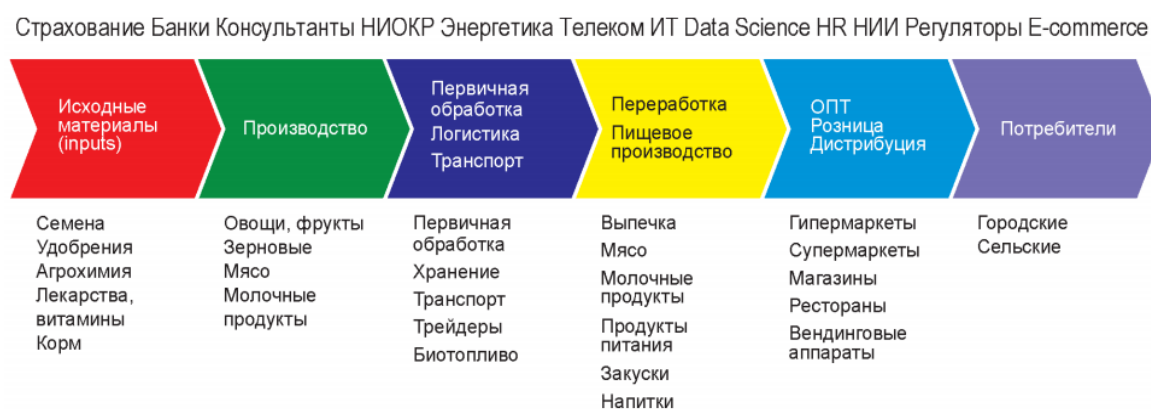 Страхование Банки Консультанты НИОКР Энергетика Телеком ИТ Data Science HR НИИ Регуляторы E-commerce
Исходные
материалы
(inputs)
Производство
Первичная
обработка
Логистика
Транспорт
Переработка
Пищевое
производство
ОПТ
Розница
Дистрибуция
Потребители
Семена
Удобрения
Агрохимия
Лекарства,
витамины
Корм
Овощи, фрукты
Зерновые
Мясо
Молочные
продукты
Первичная
обработка
Хранение
Транспорт
Трейдеры
Биотопливо
Выпечка
Мясо
Молочные
продукты
Продукты
питания
Закуски
Напитки
Гипермаркеты
Супермаркеты
Магазины
Рестораны
Вендинговые
аппараты
Городские
Сельские